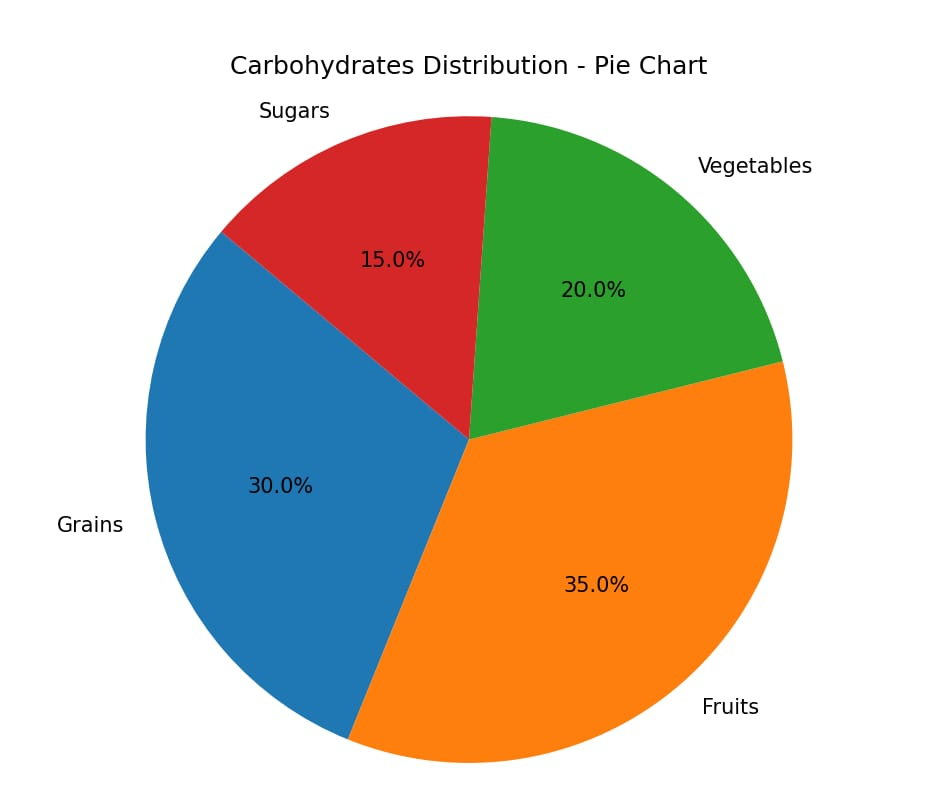 Carbohydrates Distribution - Pie Chart
Sugars
Vegetables
15.0%
20.0%
30.0%
Grains
35.0%
Fruits